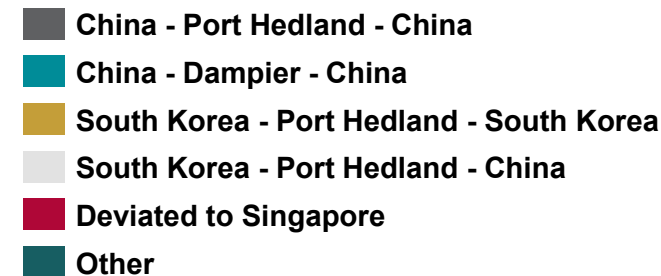 China - Port Hedland - China
China - Dampier - China
South Korea - Port Hedland - South Korea
South Korea - Port Hedland - China
Deviated to Singapore
Other